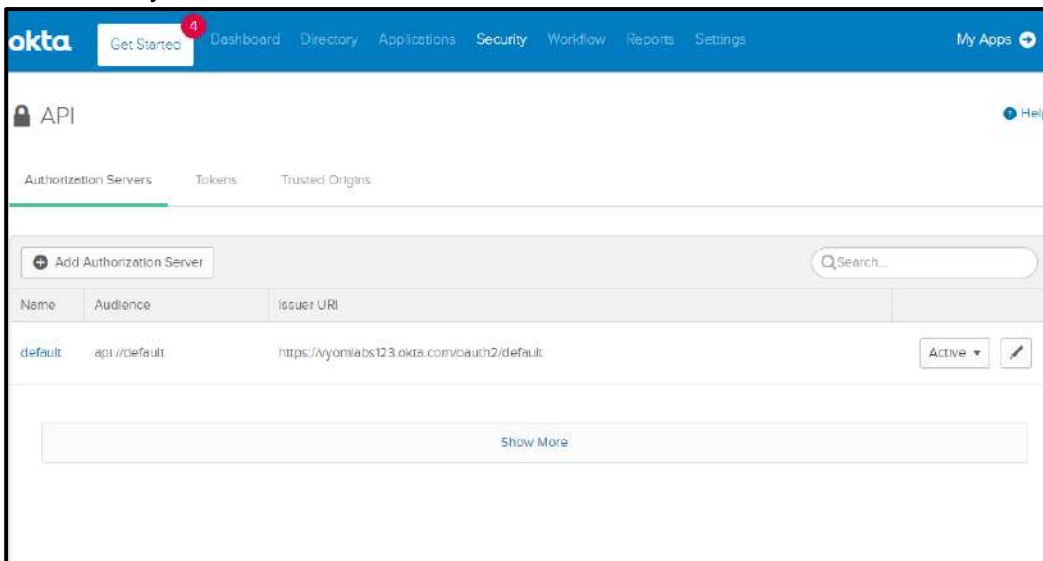 okta Get Started 4 Dashboard Directory Applications Security Workflow Reports Settings My Apps
API Help
Authorization Servers Tokens Trusted Origins
Add Authorization Server Search...
Name Audience Issuer URI
default api://default https://vyomlabs123.okta.com/oauth2/default Active
Show More